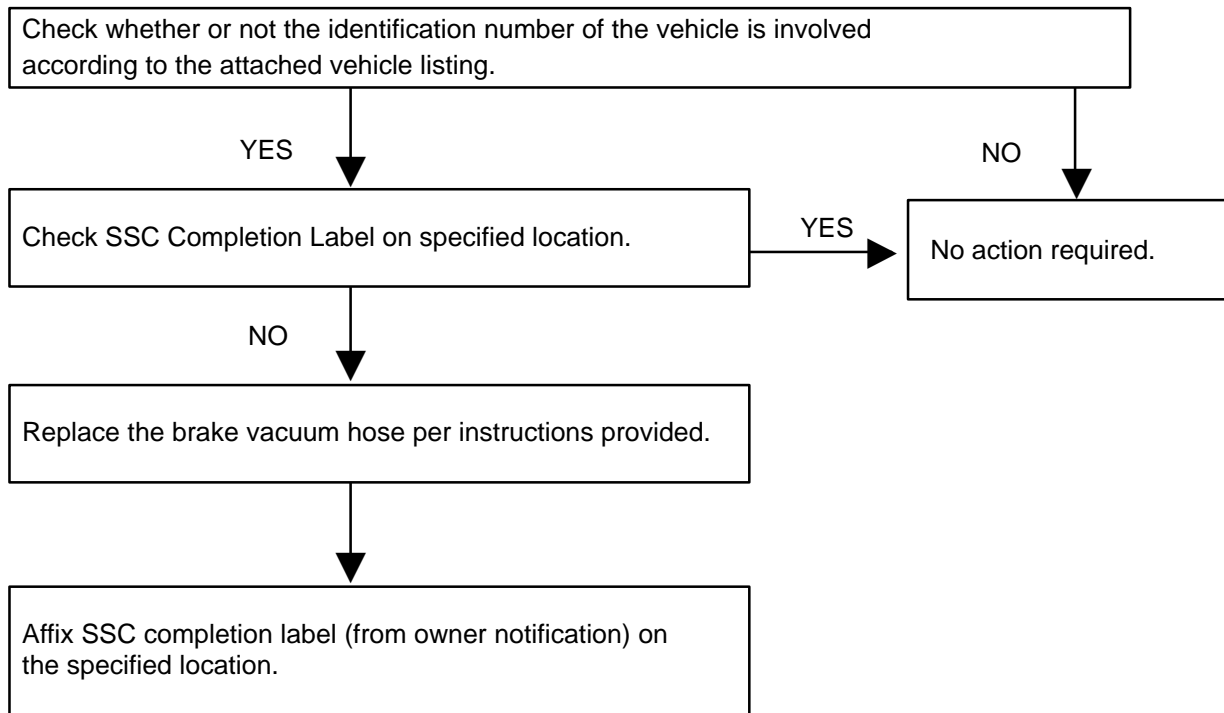 Check whether or not the identification number of the vehicle is involved
according to the attached vehicle listing.
YES
NO
Check SSC Completion Label on specified location.
YES
No action required.
NO
Replace the brake vacuum hose per instructions provided.
Affix SSC completion label (from owner notification) on
the specified location.